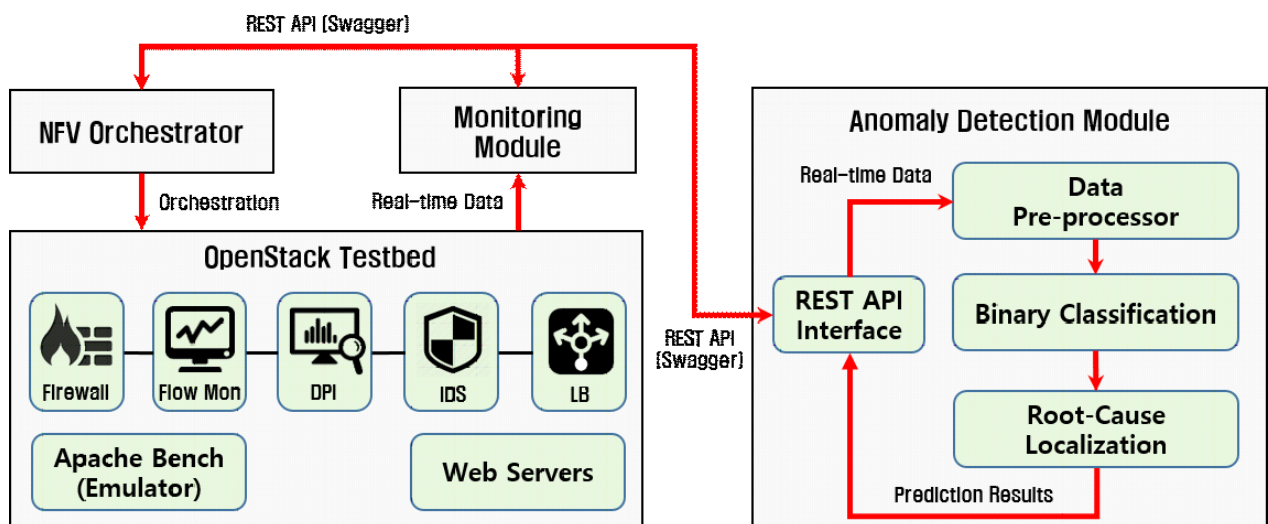 REST API (Swagger)
NFV Orchestrator
Monitoring
Module
Orchestration
Real-time Data
OpenStack Testbed
Firewall
Flow Mon
DPI
IDS
LB
Apache Bench
(Emulator)
Web Servers
REST API
(Swagger)
Anomaly Detection Module
Real-time Data
Data
Pre-processor
REST API
Interface
Binary Classification
Root-Cause
Localization
Prediction Results